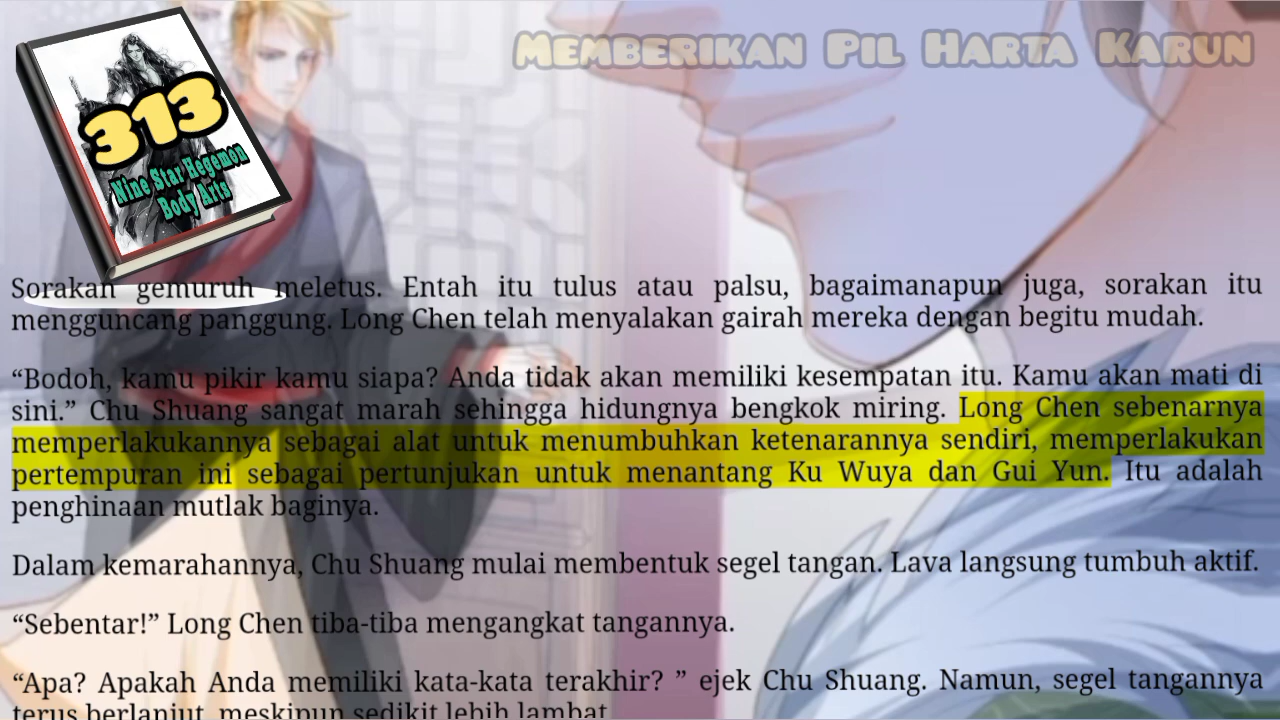 MEMBERIKAN PIL HARTA KARUN
313
Nine Star Hegemon
Body Arts
Sorakan gemuruh meletus. Entah itu tulus atau palsu, bagaimanapun juga, sorakan itu
mengguncang panggung. Long Chen telah menyalakan gairah mereka dengan begitu mudah.
“Bodoh, kamu pikir kamu siapa? Anda tidak akan memiliki kesempatan itu. Kamu akan mati di
sini.” Chu Shuang sangat marah sehingga hidungnya bengkok miring. Long Chen sebenarnya
memperlakukannya sebagai alat untuk menumbuhkan ketenarannya sendiri, memperlakukan
pertempuran ini sebagai pertunjukan untuk menantang Ku Wuya dan Gui Yun. Itu adalah
penghinaan mutlak baginya.
Dalam kemarahannya, Chu Shuang mulai membentuk segel tangan. Lava langsung tumbuh aktif.
“Sebentar!” Long Chen tiba-tiba mengangkat tangannya.
“Apa? Apakah Anda memiliki kata-kata terakhir? ” ejek Chu Shuang. Namun, segel tangannya
terus berlanjut, meskipun sedikit lebih lambat.